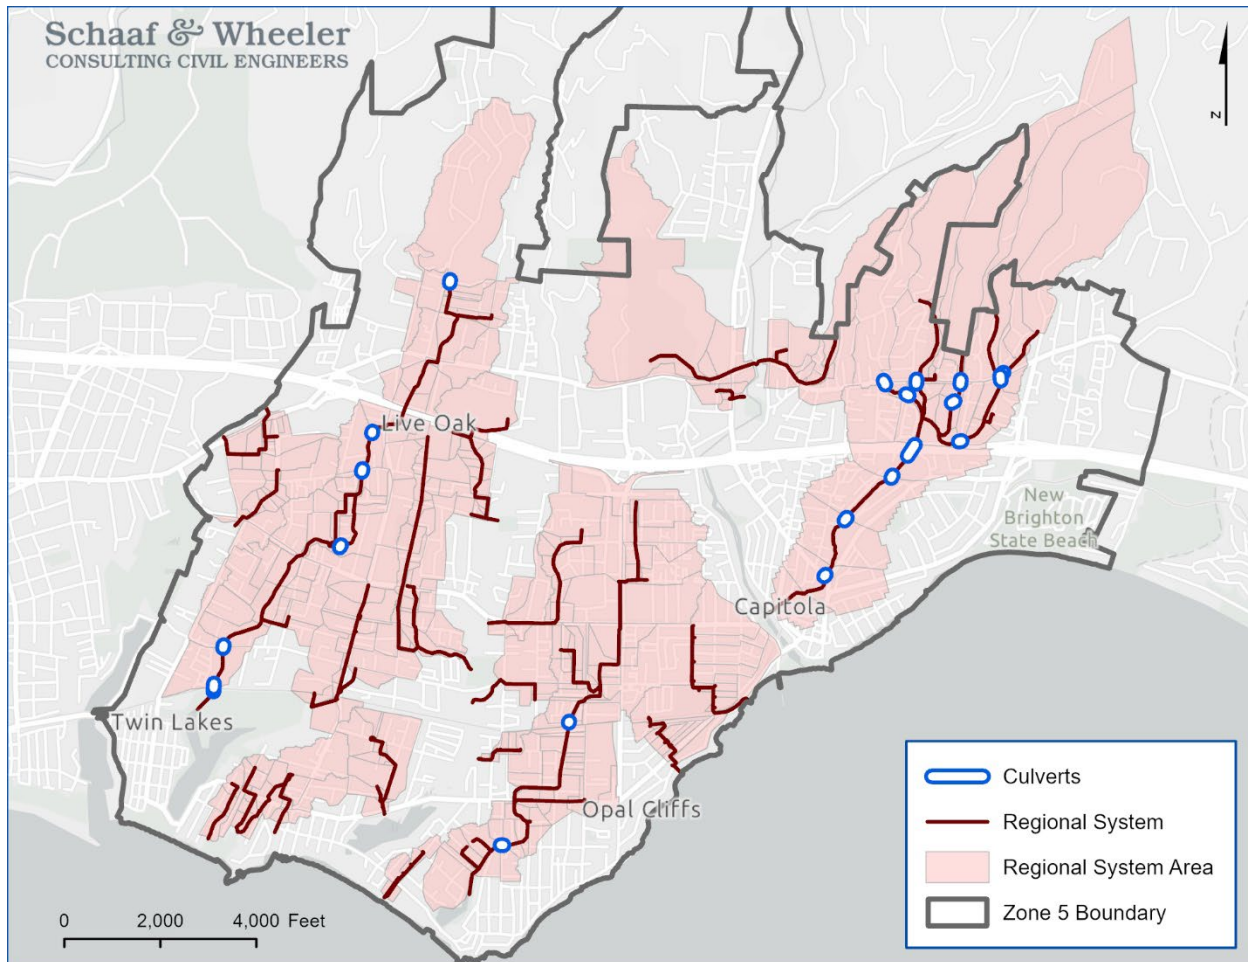 Schaaf & Wheeler
CONSULTING CIVIL ENGINEERS
N
Live Oak
New
Brighton
State Beach
Capitola
Twin Lakes
Opal Cliffs
Culverts
Regional System
Regional System Area
Zone 5 Boundary
0 2,000 4,000 Feet